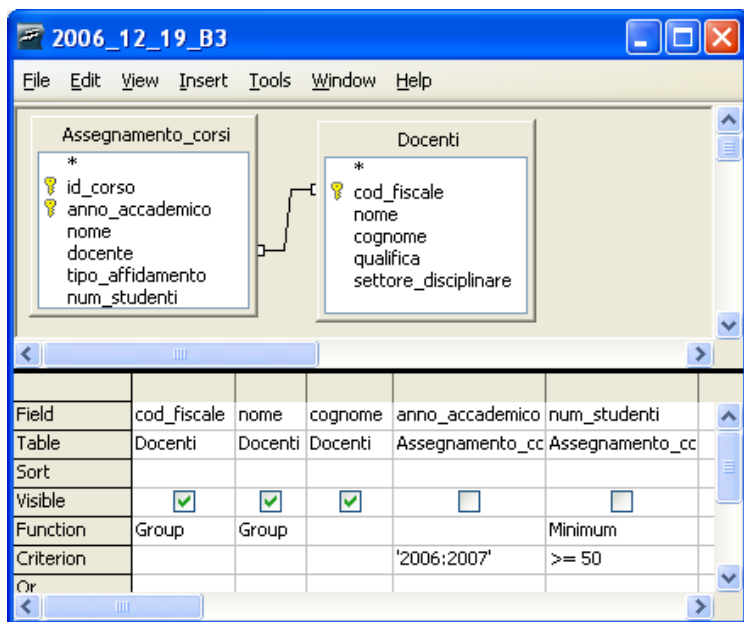 2006_12_19_B3
File Edit View Insert Tools Window Help
Assegnamento_corsi
*
id_corso
anno_accademico
nome
docente
tipo_affidamento
num_studenti
Docenti
*
cod_fiscale
nome
cognome
qualifica
settore_disciplinare
Field cod_fiscale nome cognome anno_accademico num_studenti
Table Docenti Docenti Docenti Assegnamento_cc Assegnamento_cc
Sort
Visible
Function Group Group Minimum
Criterion '2006:2007' >= 50
Or